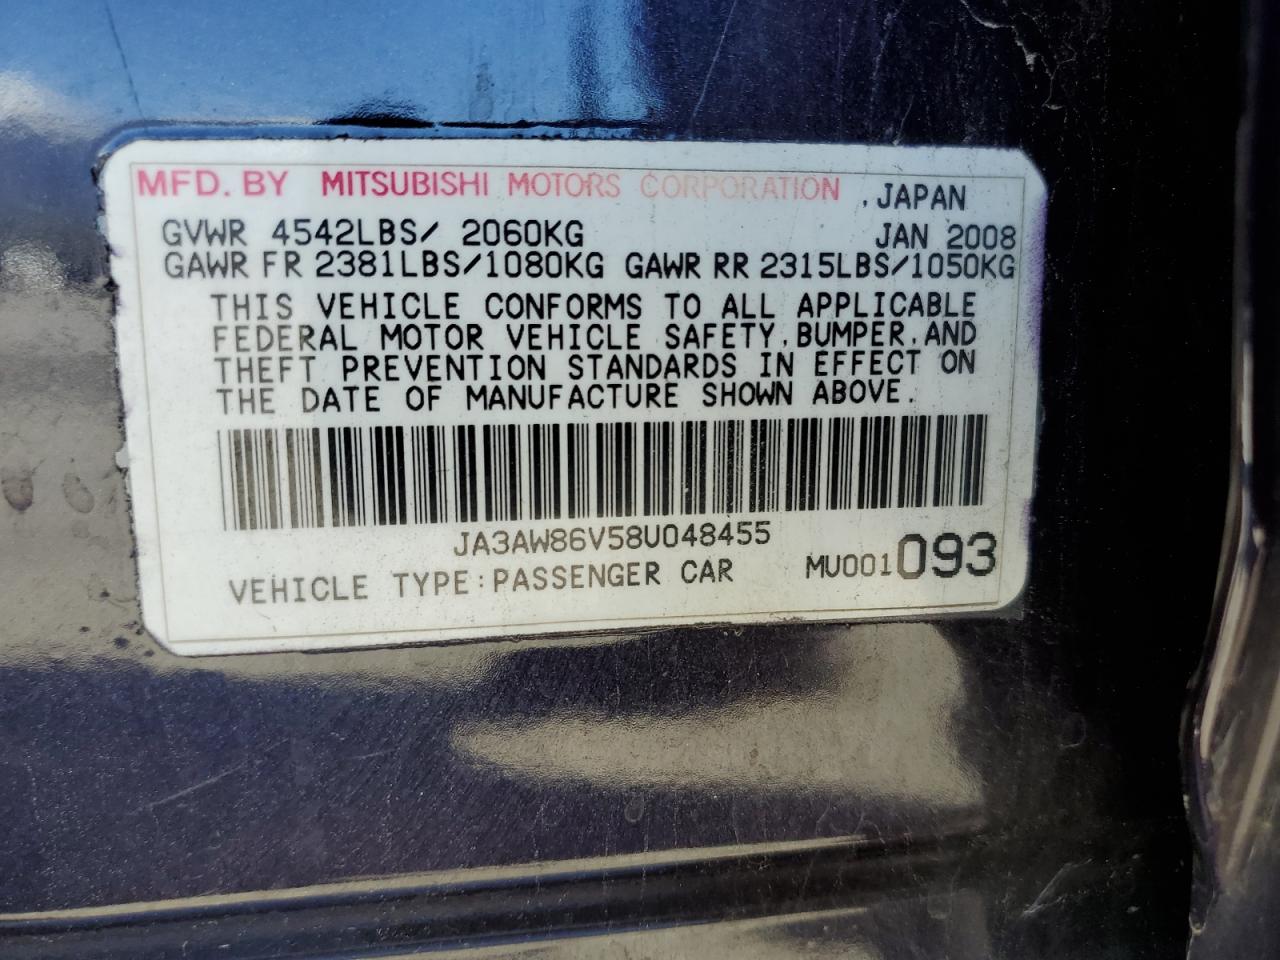 MFD. BY MITSUBISHI MOTORS CORPORATION , JAPAN
GVWR 4542LBS/ 2060KG JAN 2008
GAWR FR 2381LBS/1080KG GAWR RR 2315LBS/1050KG
THIS VEHICLE CONFORMS TO ALL APPLICABLE
FEDERAL MOTOR VEHICLE SAFETY, BUMPER, AND
THEFT PREVENTION STANDARDS IN EFFECT ON
THE DATE OF MANUFACTURE SHOWN ABOVE.
JA3AW86V58U048455
VEHICLE TYPE:PASSENGER CAR MU001093